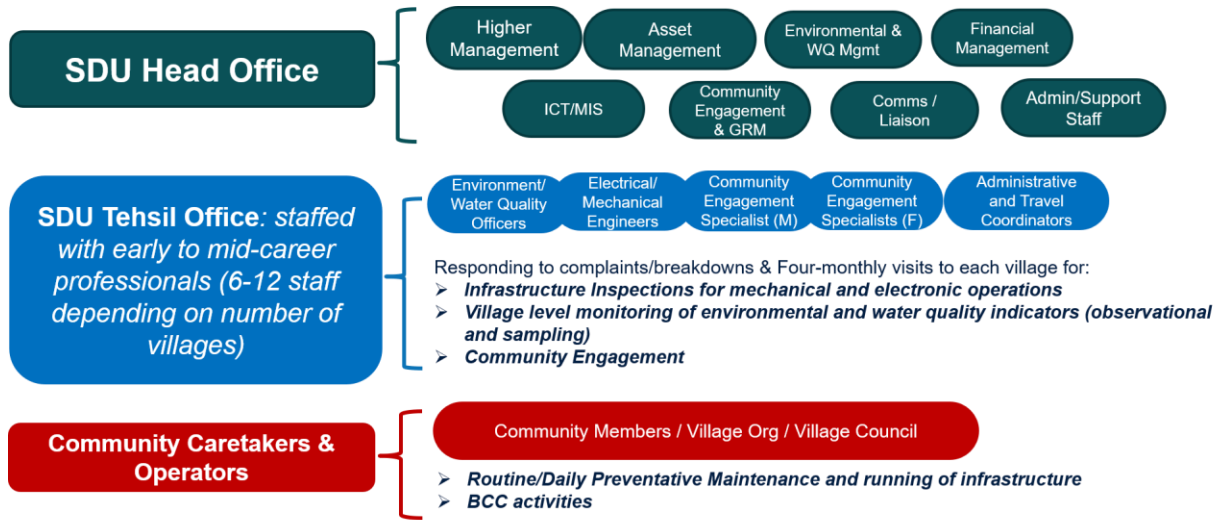 SDU Head Office
Higher
Management
Asset
Management
Environmental &
WQ Mgmt
Financial
Management
ICT/MIS
Community
Engagement
& GRM
Comms /
Liaison
Admin/Support
Staff
SDU Tehsil Office: staffed
with early to mid-career
professionals (6-12 staff
depending on number of
villages)
Environment/
Water Quality
Officers
Electrical/
Mechanical
Engineers
Community
Engagement
Specialist (M)
Community
Engagement
Specialists (F)
Administrative
and Travel
Coordinators
Responding to complaints/breakdowns & Four-monthly visits to each village for:
➢ Infrastructure Inspections for mechanical and electronic operations
➢ Village level monitoring of environmental and water quality indicators (observational
and sampling)
➢ Community Engagement
Community Caretakers &
Operators
Community Members / Village Org / Village Council
➢ Routine/Daily Preventative Maintenance and running of infrastructure
➢ BCC activities